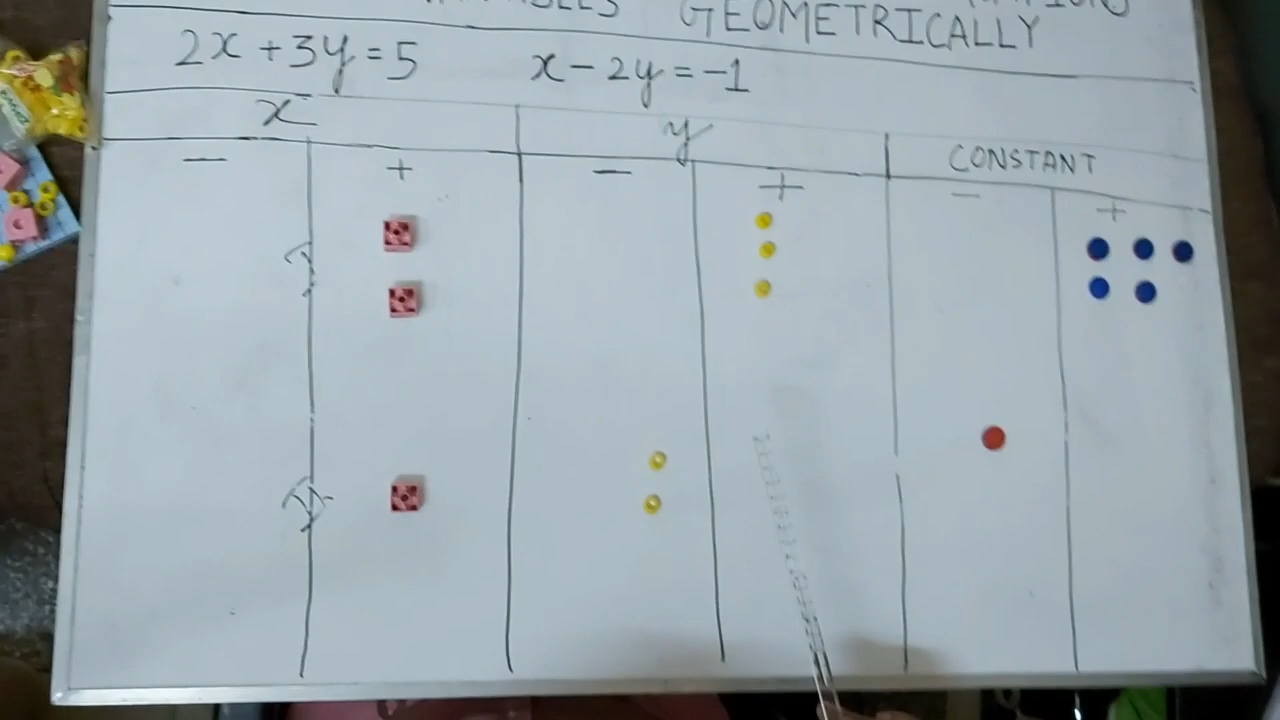 GEOMETRICALLY
2x + 3y = 5 x - 2y = -1
x y CONSTANT
- + - + - +